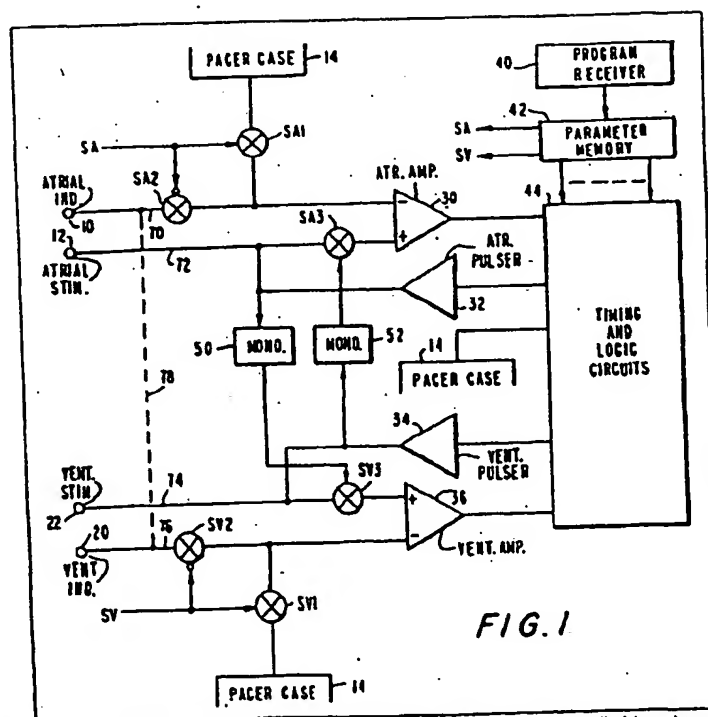 PACER CASE
14
40
PROGRAM
RECEIVER
42
SA
SV
PARAMETER
MEMORY
SA
SA1
SA2
ATRIAL
IND.
10
70
12
ATRIAL
STIM.
72
SA3
ATR. AMP.
30
44
ATR.
PULSER
32
50
MONO.
MONO.
52
14
PACER CASE
TIMING
AND
LOGIC
CIRCUITS
78
34
VENT.
PULSER
VENT.
STIM.
22
74
SV3
36
VENT. AMP.
20
VENT
IND.
76
SV2
SV
SV1
FIG. 1
PACER CASE
14